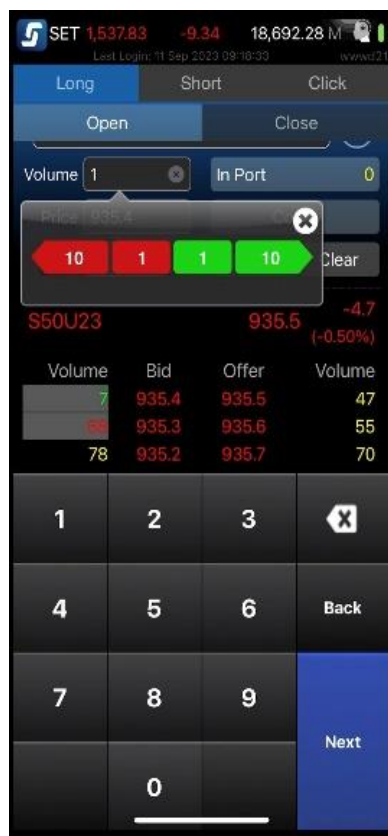 SET 1,537.83 -9.34 18,692.28 M
Last Login: 11 Sep 2023 09:18:33
Long Short Click
Open Close
Volume 1 In Port 0
Price 935.4
10 1 1 10 Clear
S50U23 935.5 -4.7
(-0.50%)
Volume Bid Offer Volume
7 935.4 935.5 47
935.3 935.6 55
78 935.2 935.7 70
1 2 3
4 5 6 Back
7 8 9
Next
0